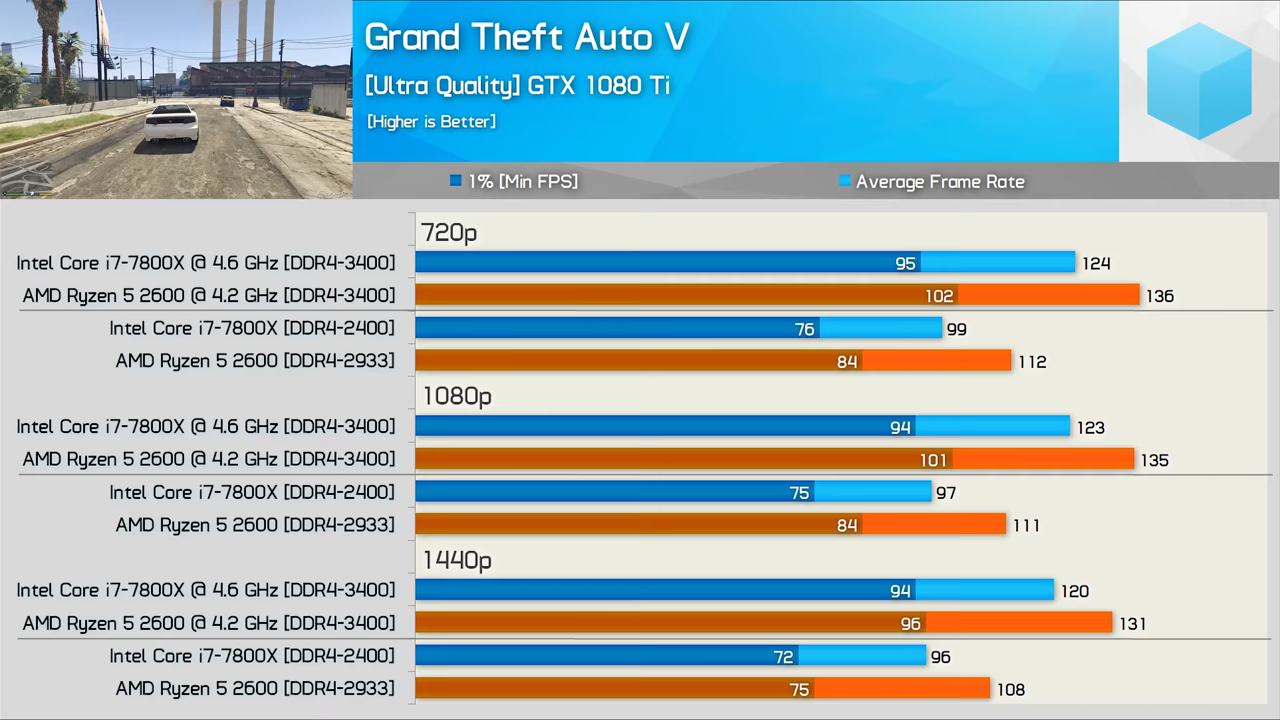 Grand Theft Auto V
[Ultra Quality] GTX 1080 Ti
[Higher is Better]
1% [Min FPS] Average Frame Rate
720p
Intel Core i7-7800X @ 4.6 GHz [DDR4-3400] 95 124
AMD Ryzen 5 2600 @ 4.2 GHz [DDR4-3400] 102 136
Intel Core i7-7800X [DDR4-2400] 76 99
AMD Ryzen 5 2600 [DDR4-2933] 84 112
1080p
Intel Core i7-7800X @ 4.6 GHz [DDR4-3400] 94 123
AMD Ryzen 5 2600 @ 4.2 GHz [DDR4-3400] 101 135
Intel Core i7-7800X [DDR4-2400] 75 97
AMD Ryzen 5 2600 [DDR4-2933] 84 111
1440p
Intel Core i7-7800X @ 4.6 GHz [DDR4-3400] 94 120
AMD Ryzen 5 2600 @ 4.2 GHz [DDR4-3400] 96 131
Intel Core i7-7800X [DDR4-2400] 72 96
AMD Ryzen 5 2600 [DDR4-2933] 75 108